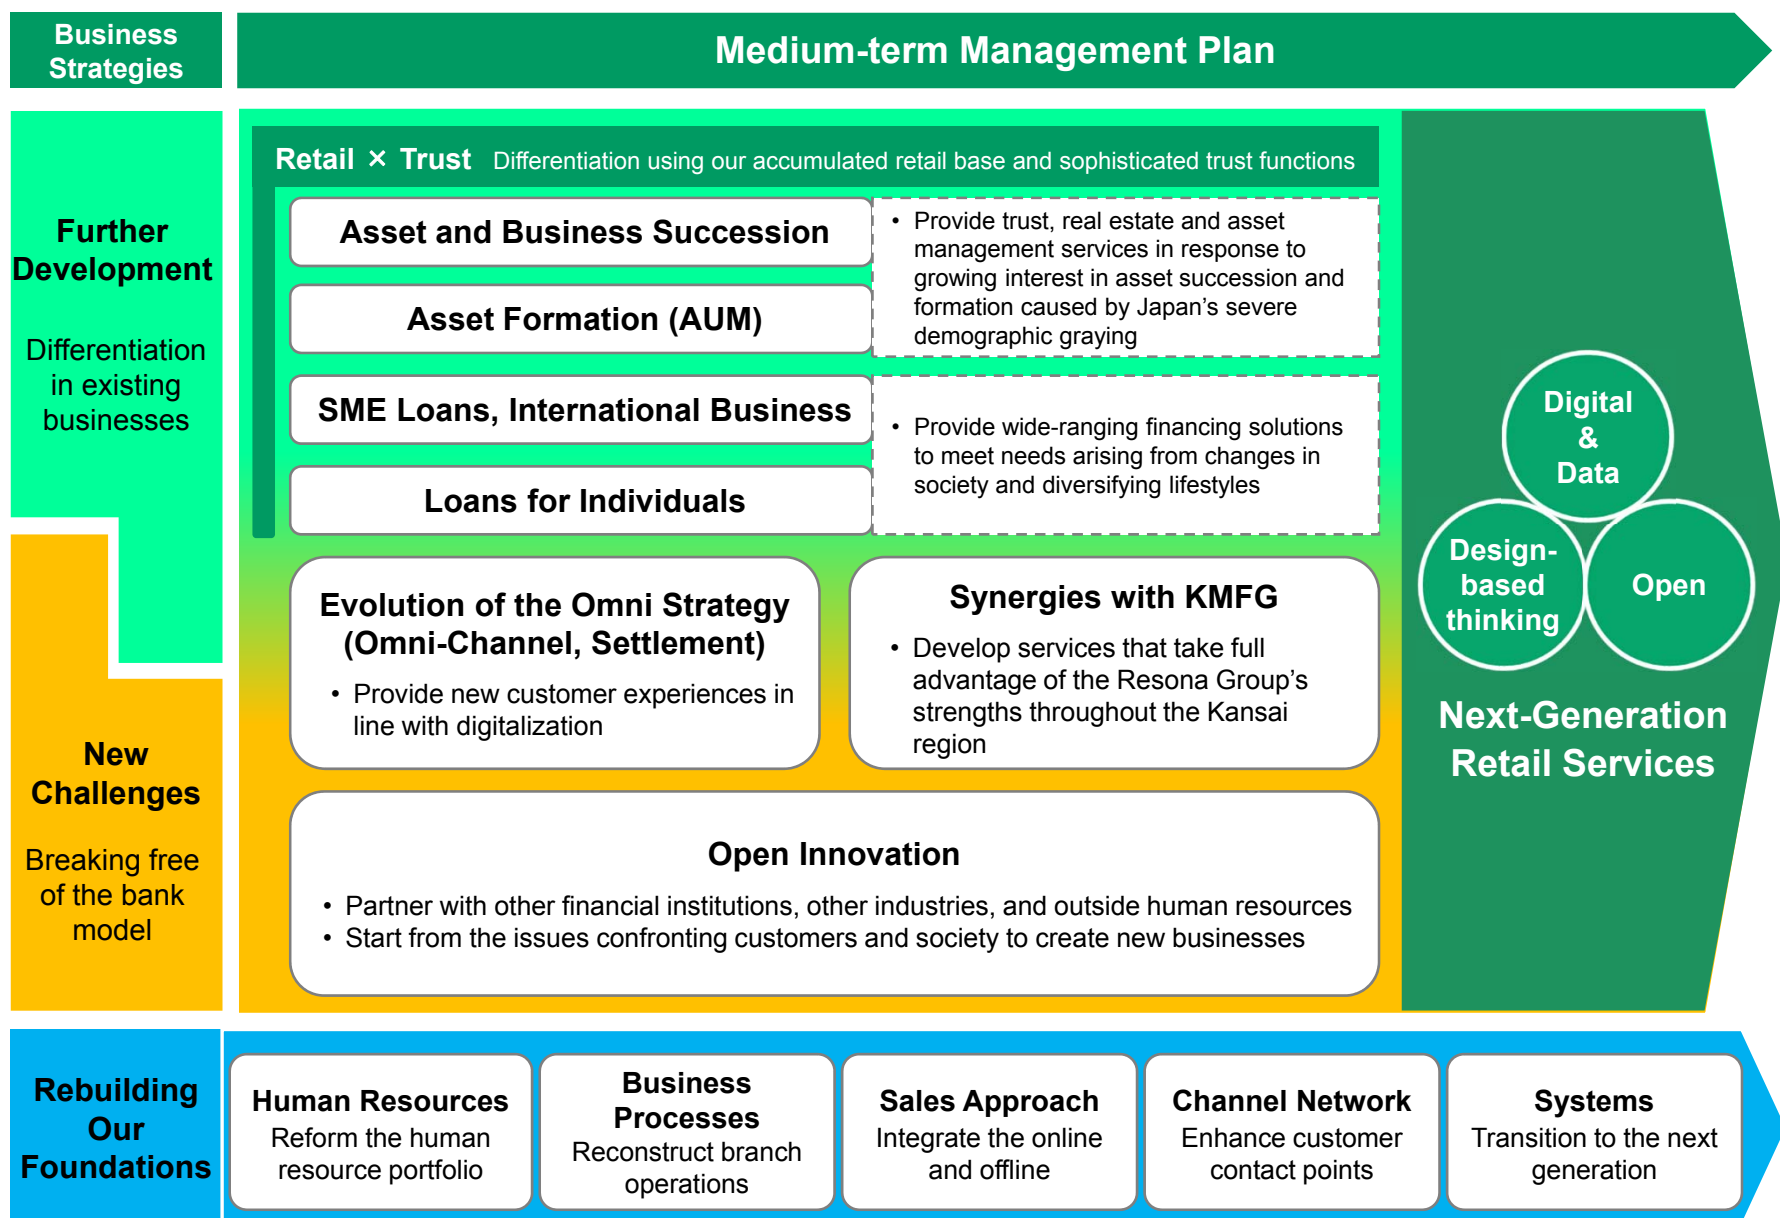 Business
Strategies
Medium-term Management Plan
Further
Development
Differentiation
in existing
businesses
Retail × Trust Differentiation using our accumulated retail base and sophisticated trust functions
Asset and Business Succession
Asset Formation (AUM)
• Provide trust, real estate and asset
management services in response to
growing interest in asset succession and
formation caused by Japan’s severe
demographic graying
SME Loans, International Business
Loans for Individuals
• Provide wide-ranging financing solutions
to meet needs arising from changes in
society and diversifying lifestyles
New
Challenges
Breaking free
of the bank
model
Evolution of the Omni Strategy
(Omni-Channel, Settlement)
• Provide new customer experiences in
line with digitalization
Synergies with KMFG
• Develop services that take full
advantage of the Resona Group’s
strengths throughout the Kansai
region
Open Innovation
• Partner with other financial institutions, other industries, and outside human resources
• Start from the issues confronting customers and society to create new businesses
Digital
&
Data
Design-
based
thinking
Open
Next-Generation
Retail Services
Rebuilding
Our
Foundations
Human Resources
Reform the human
resource portfolio
Business
Processes
Reconstruct branch
operations
Sales Approach
Integrate the online
and offline
Channel Network
Enhance customer
contact points
Systems
Transition to the next
generation